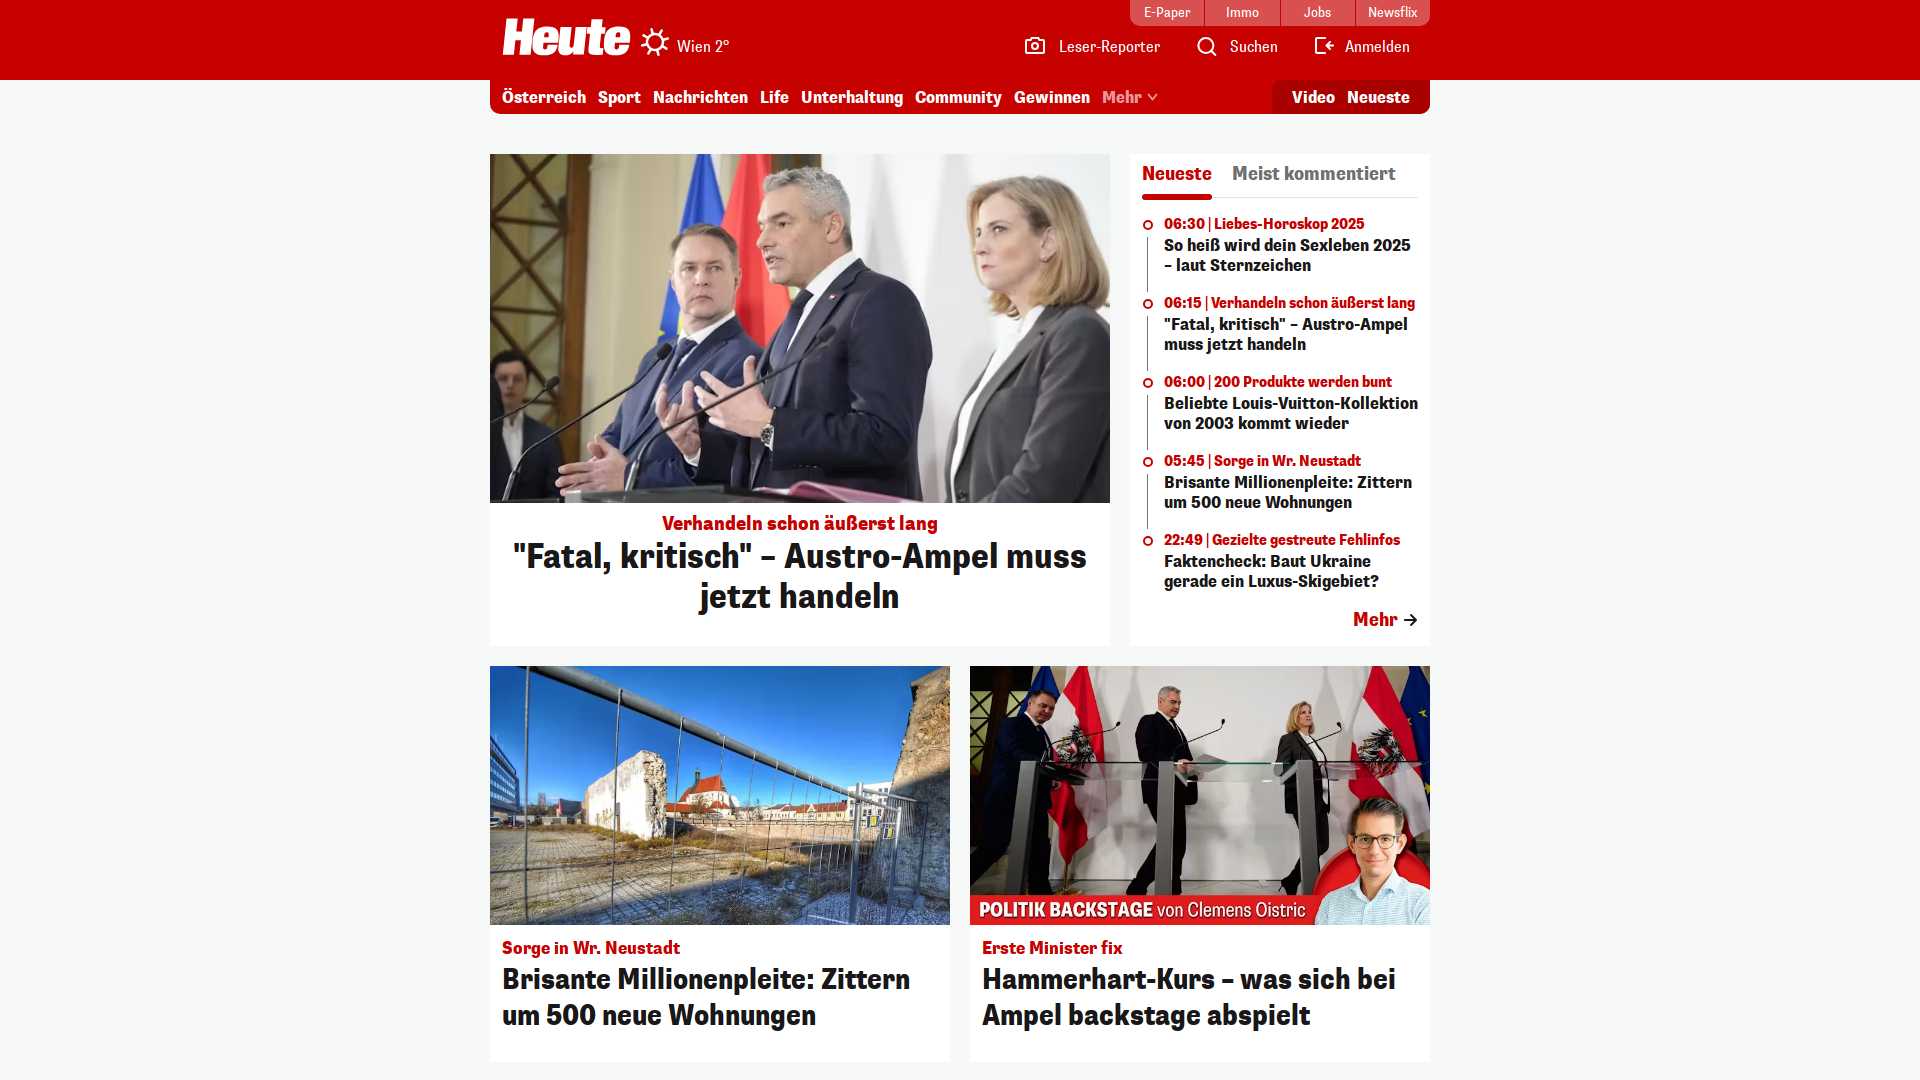 E-Paper
Immo
Jobs
Newsflix
Heute
Wien 2°
Leser-Reporter
Suchen
Anmelden
Österreich
Sport
Nachrichten
Life
Unterhaltung
Community
Gewinnen
Mehr
Video
Neueste
Verhandeln schon äußerst lang
"Fatal, kritisch" – Austro-Ampel muss
jetzt handeln
Neueste
Meist kommentiert
06:30 | Liebes-Horoskop 2025
So heiß wird dein Sexleben 2025
– laut Sternzeichen
06:15 | Verhandeln schon äußerst lang
"Fatal, kritisch" – Austro-Ampel
muss jetzt handeln
06:00 | 200 Produkte werden bunt
Beliebte Louis-Vuitton-Kollektion
von 2003 kommt wieder
05:45 | Sorge in Wr. Neustadt
Brisante Millionenpleite: Zittern
um 500 neue Wohnungen
22:49 | Gezielte gestreute Fehlinfos
Faktencheck: Baut Ukraine
gerade ein Luxus-Skigebiet?
Mehr
Sorge in Wr. Neustadt
Brisante Millionenpleite: Zittern
um 500 neue Wohnungen
POLITIK BACKSTAGE von Clemens Oistric
Erste Minister fix
Hammerhart-Kurs – was sich bei
Ampel backstage abspielt